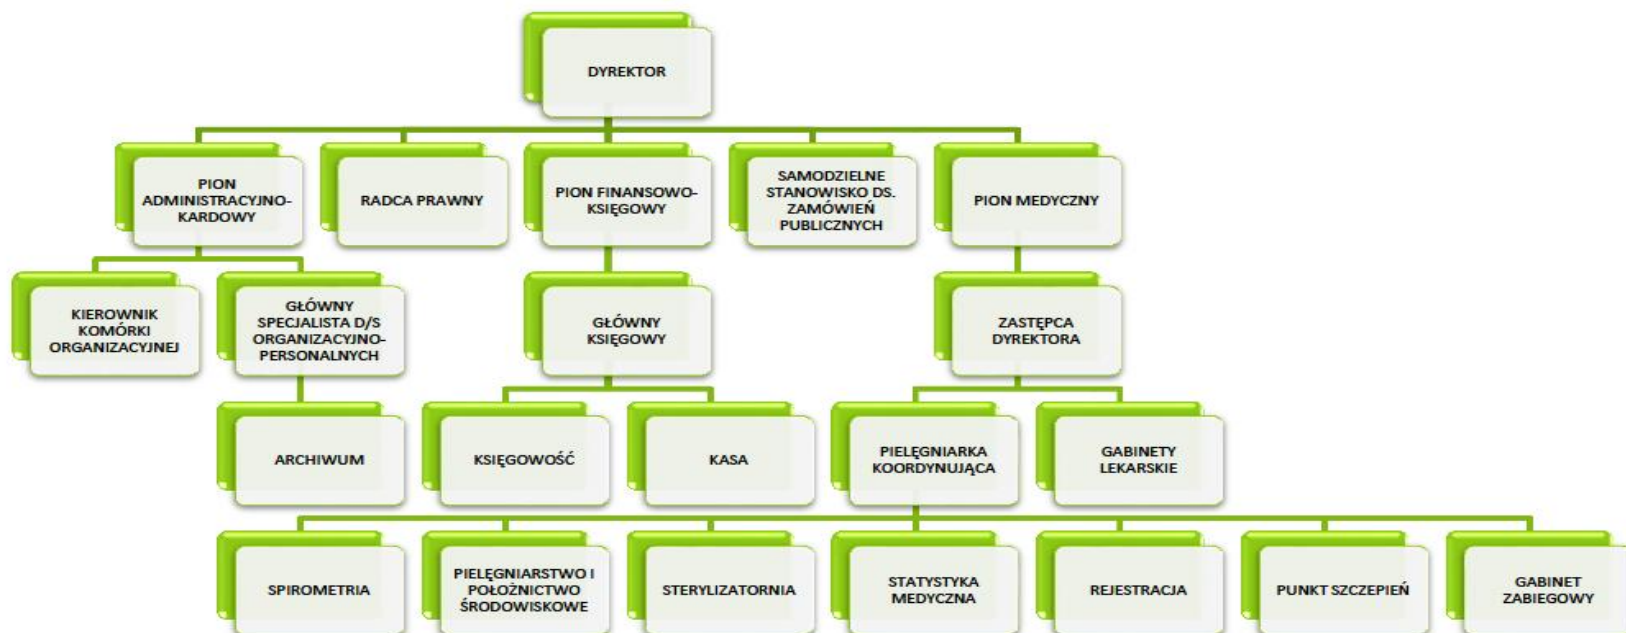 DYREKTOR
PION
ADMINISTRACYJNO-
KARDOWY
RADCA PRAWNY
PION FINANSOWO-
KSIĘGOWY
SAMODZIELNE
STANOWISKO DS.
ZAMÓWIEŃ
PUBLICZNYCH
PION MEDYCZNY
KIEROWNIK
KOMÓRKI
ORGANIZACYJNEJ
GŁÓWNY
SPECJALISTA D/S
ORGANIZACYJNO-
PERSONALNYCH
GŁÓWNY
KSIĘGOWY
ZASTĘPCA
DYREKTORA
ARCHIWUM
KSIĘGOWOŚĆ
KASA
PIELĘGNIARKA
KOORDYNUJĄCA
GABINETY
LEKARSKIE
SPIROMETRIA
PIELĘGNIARSTWO I
POŁOŻNICTWO
ŚRODOWISKOWE
STERYLIZATORNIA
STATYSTYKA
MEDYCZNA
REJESTRACJA
PUNKT SZCZEPIEŃ
GABINET
ZABIEGOWY